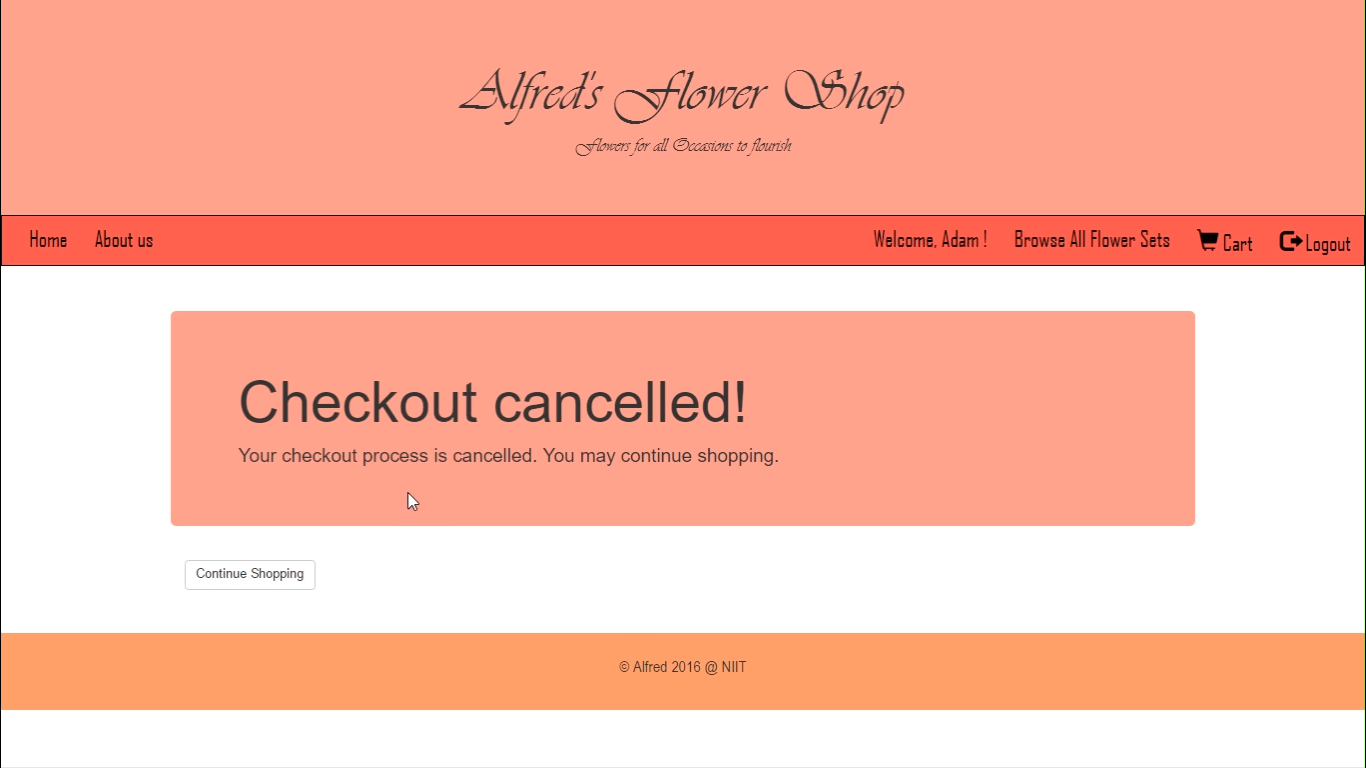 Alfred's Flower Shop
Flowers for all Occasions to flourish
Home About us Welcome, Adam ! Browse All Flower Sets Cart Logout
Checkout cancelled!
Your checkout process is cancelled. You may continue shopping.
Continue Shopping
© Alfred 2016 @ NIIT